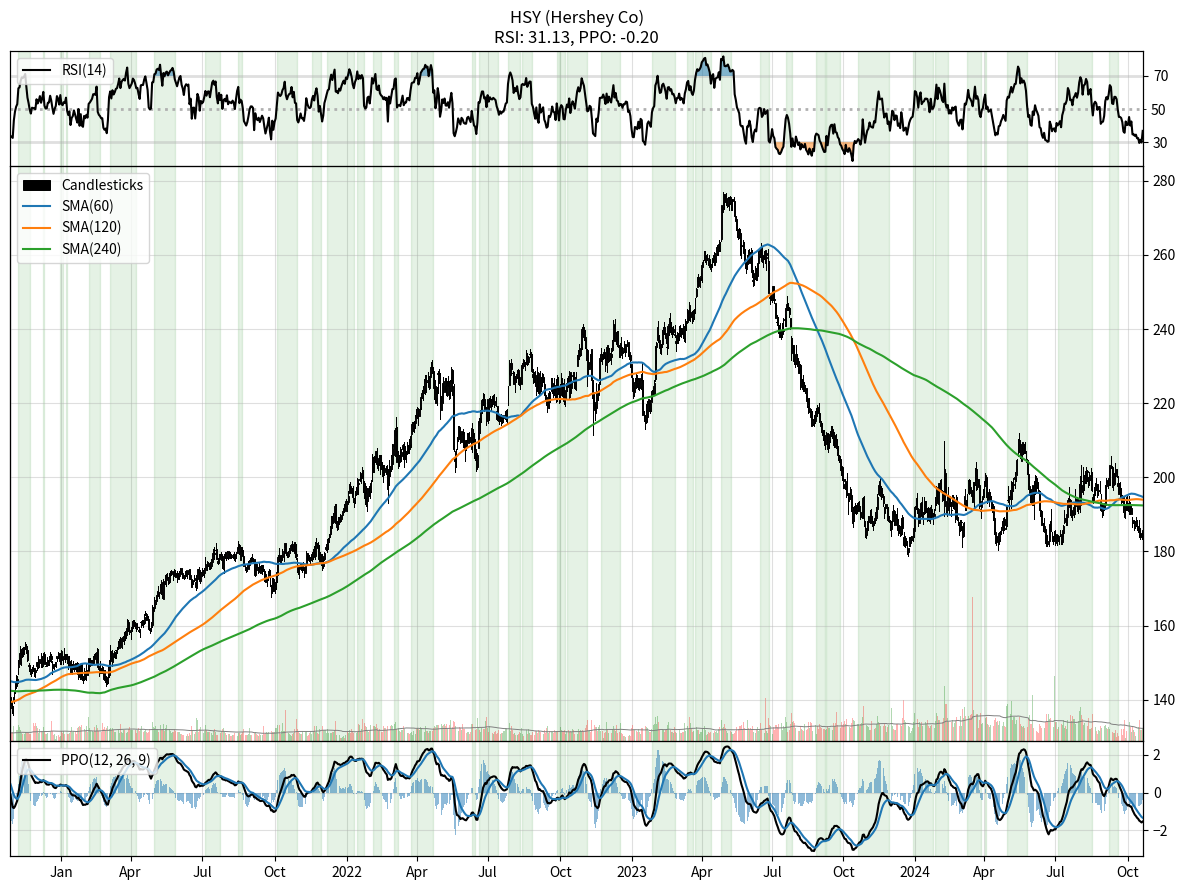 HSY (Hershey Co)
RSI: 31.13, PPO: -0.20
RSI(14)
70
50
30
Candlesticks
SMA(60)
SMA(120)
SMA(240)
280
260
240
220
200
180
160
140
PPO(12, 26, 9)
2
0
−2
Jan Apr Jul Oct 2022 Apr Jul Oct 2023 Apr Jul Oct 2024 Apr Jul Oct